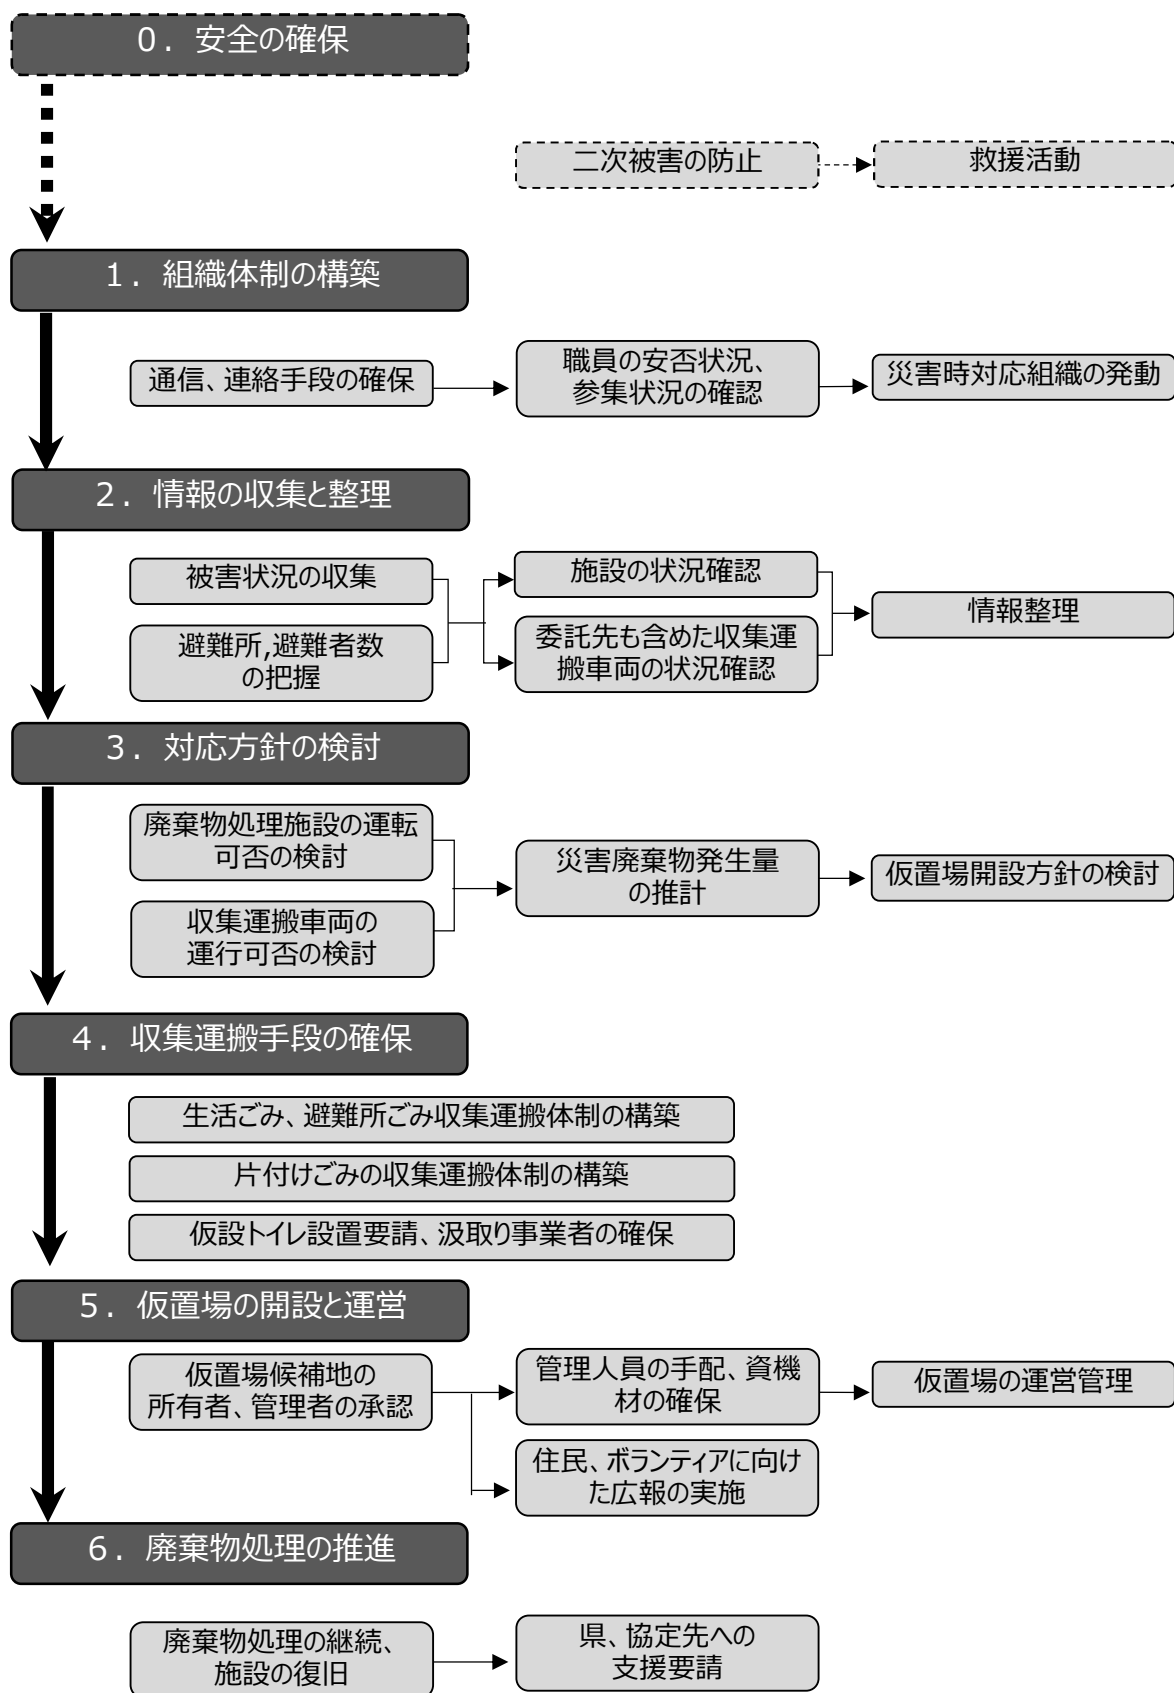 ０．安全の確保
二次被害の防止
救援活動
１．組織体制の構築
通信、連絡手段の確保
職員の安否状況、
参集状況の確認
災害時対応組織の発動
２．情報の収集と整理
被害状況の収集
避難所,避難者数
の把握
施設の状況確認
委託先も含めた収集運
搬車両の状況確認
情報整理
３．対応方針の検討
廃棄物処理施設の運転
可否の検討
収集運搬車両の
運行可否の検討
災害廃棄物発生量
の推計
仮置場開設方針の検討
４．収集運搬手段の確保
生活ごみ、避難所ごみ収集運搬体制の構築
片付けごみの収集運搬体制の構築
仮設トイレ設置要請、汲取り事業者の確保
５．仮置場の開設と運営
仮置場候補地の
所有者、管理者の承認
管理人員の手配、資機
材の確保
仮置場の運営管理
住民、ボランティアに向け
た広報の実施
６．廃棄物処理の推進
廃棄物処理の継続、
施設の復旧
県、協定先への
支援要請